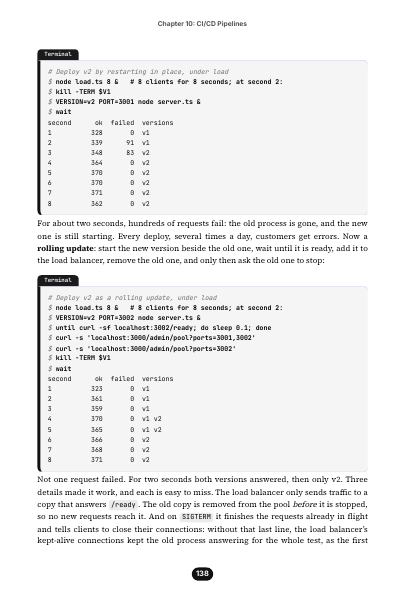 Chapter 10: CI/CD Pipelines
Terminal
# Deploy v2 by restarting in place, under load
$ node load.ts 8 &   # 8 clients for 8 seconds; at second 2:
$ kill -TERM $V1
$ VERSION=v2 PORT=3001 node server.ts &
$ wait
second      ok  failed  versions
1          328       0  v1
2          339      91  v1
3          348      83  v2
4          364       0  v2
5          370       0  v2
6          370       0  v2
7          371       0  v2
8          362       0  v2
For about two seconds, hundreds of requests fail: the old process is gone, and the new
one is still starting. Every deploy, several times a day, customers get errors. Now a
rolling update: start the new version beside the old one, wait until it is ready, add it to
the load balancer, remove the old one, and only then ask the old one to stop:
Terminal
# Deploy v2 as a rolling update, under load
$ node load.ts 8 &   # 8 clients for 8 seconds; at second 2:
$ VERSION=v2 PORT=3002 node server.ts &
$ until curl -sf localhost:3002/ready; do sleep 0.1; done
$ curl -s 'localhost:3000/admin/pool?ports=3001,3002'
$ curl -s 'localhost:3000/admin/pool?ports=3002'
$ kill -TERM $V1
$ wait
second      ok  failed  versions
1          323       0  v1
2          361       0  v1
3          359       0  v1
4          370       0  v1 v2
5          365       0  v1 v2
6          366       0  v2
7          368       0  v2
8          371       0  v2
Not one request failed. For two seconds both versions answered, then only v2. Three
details made it work, and each is easy to miss. The load balancer only sends traffic to a
copy that answers /ready. The old copy is removed from the pool before it is stopped,
so no new requests reach it. And on SIGTERM it finishes the requests already in flight
and tells clients to close their connections: without that last line, the load balancer's
kept-alive connections kept the old process answering for the whole test, as the first
138